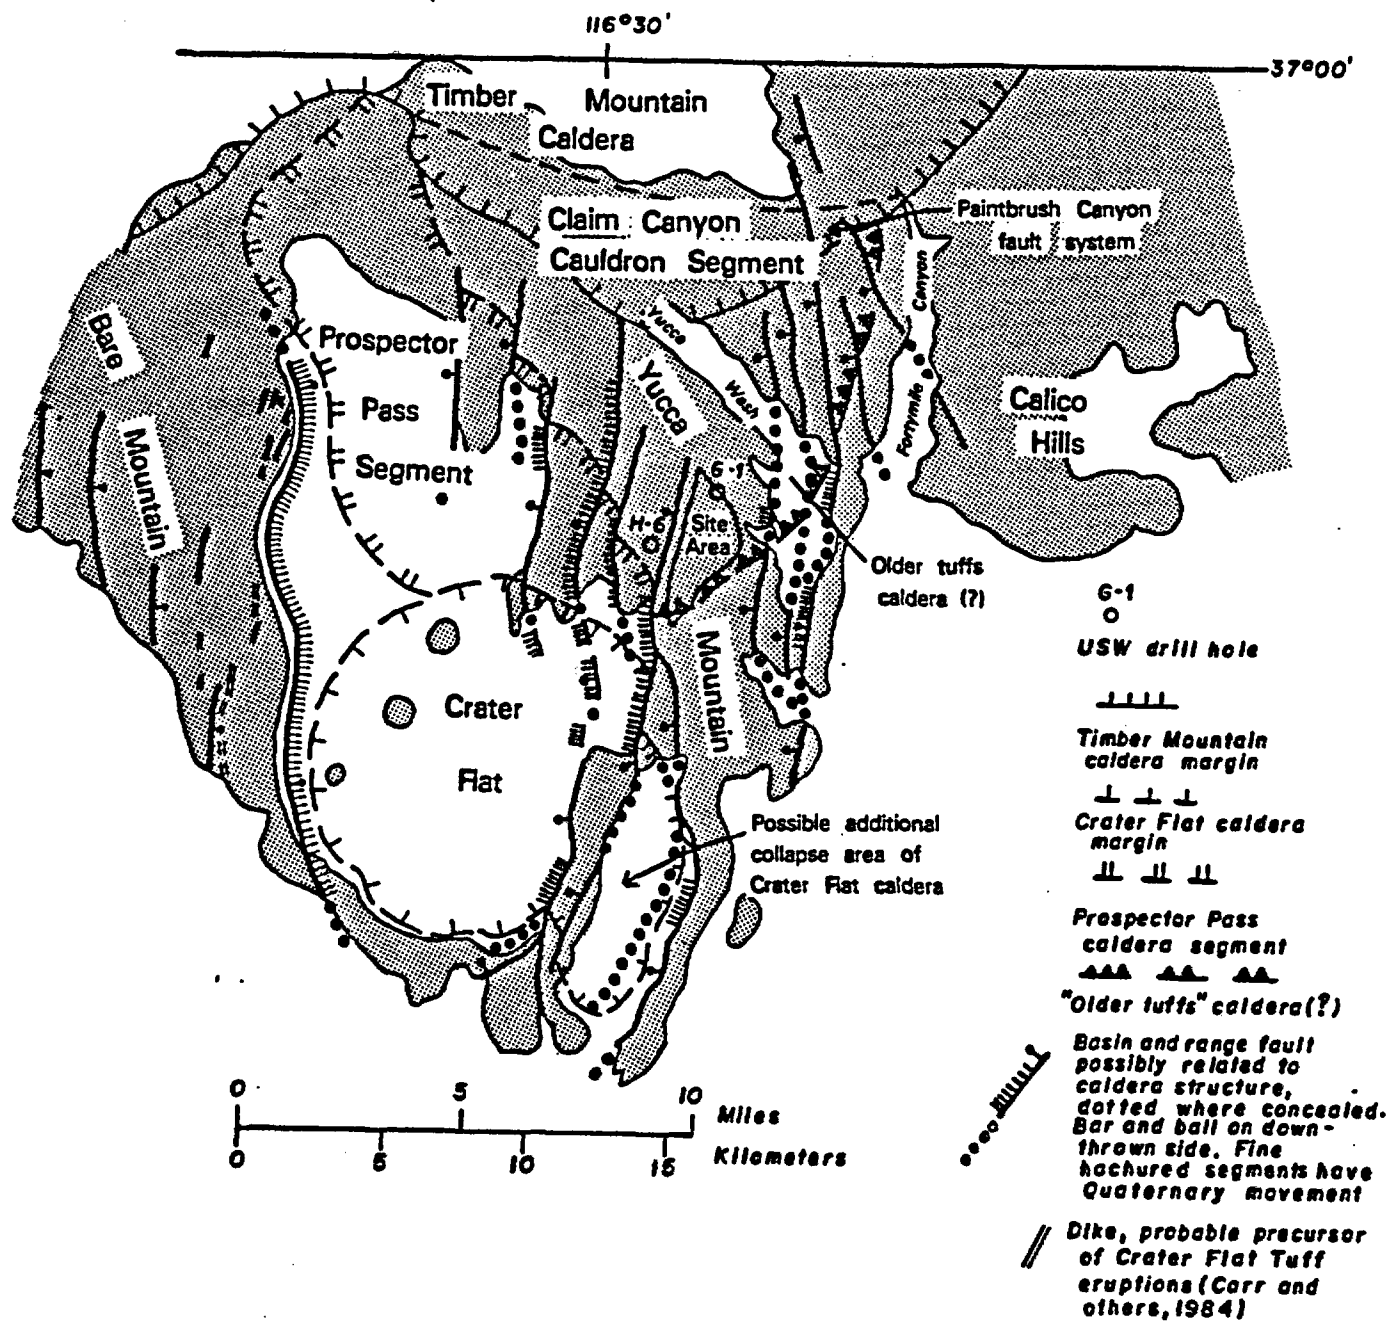 116°30'
37°00'
Timber Mountain
Caldera
Claim Canyon
Cauldron Segment
Paintbrush Canyon
fault system
Bare
Mountain
Prospector
Pass
Segment
Yucca
Wash
Yucca
Mountain
Fortymile
Canyon
Calico
Hills
G-1
H-6
Site
Area
Older tuffs
caldera (?)
Crater
Flat
Possible additional
collapse area of
Crater Flat caldera
G-1
USW drill hole
Timber Mountain
caldera margin
Crater Flat caldera
margin
Prospector Pass
caldera segment
"Older tuffs" caldera(?)
Basin and range fault
possibly related to
caldera structure,
dotted where concealed.
Bar and ball on down-
thrown side. Fine
hachured segments have
Quaternary movement
Dike, probable precursor
of Crater Flat Tuff
eruptions (Carr and
others, 1984)
0 5 10
Miles
0 5 10 15
Kilometers